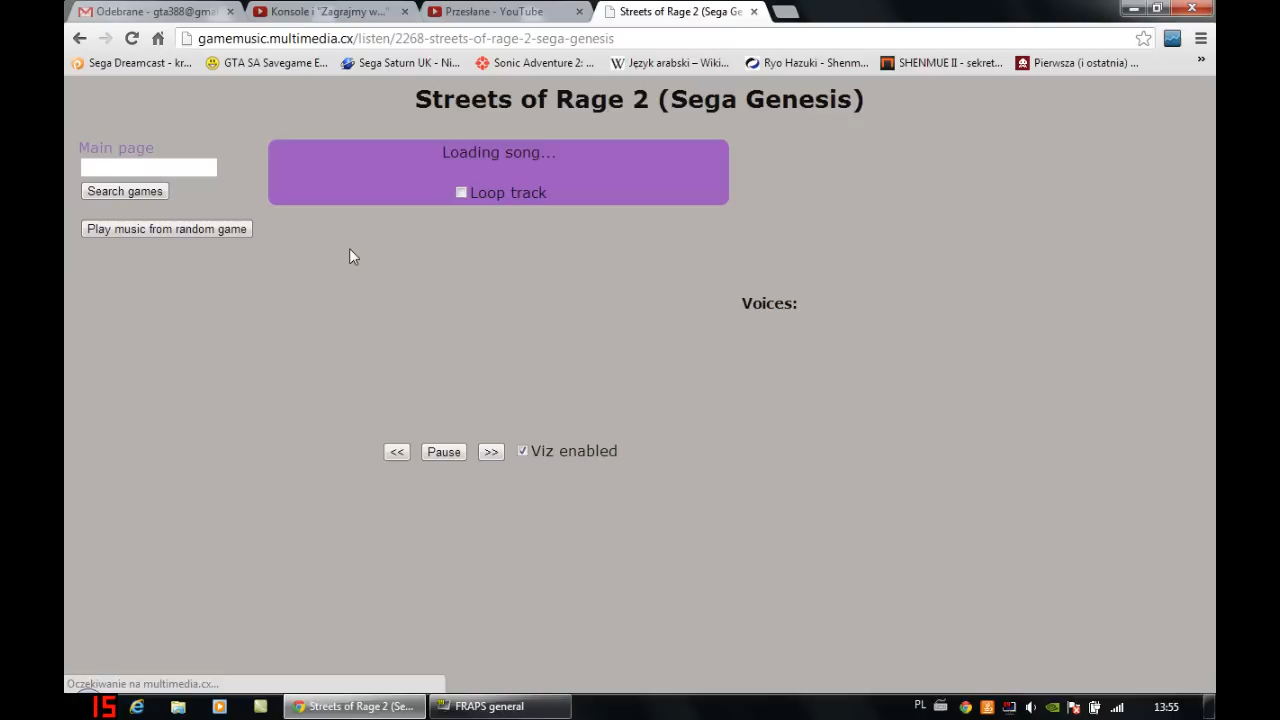 Odebrane - gta388@gma
Konsole i "Zagrajmy w..."
Przesłane - YouTube
Streets of Rage 2 (Sega Ge
gamemusic.multimedia.cx/listen/2268-streets-of-rage-2-sega-genesis
Sega Dreamcast - kr...
GTA SA Savegame E...
Sega Saturn UK - Ni...
Sonic Adventure 2: ...
Język arabski – Wiki...
Ryo Hazuki - Shenm...
SHENMUE II - sekret...
Pierwsza (i ostatnia) ...
Streets of Rage 2 (Sega Genesis)
Main page
Loading song...
Search games
Loop track
Play music from random game
Voices:
<<
Pause
>>
Viz enabled
Oczekiwanie na multimedia.cx...
15
Streets of Rage 2 (Se...
FRAPS general
PL
13:55